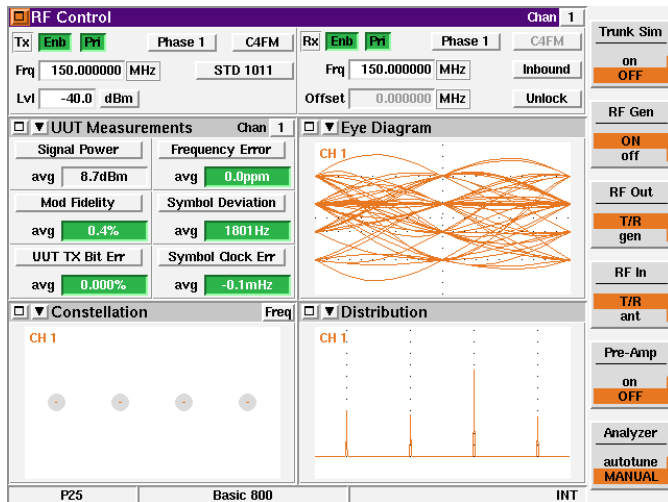 RF Control Chan 1
Tx Enb Pri Phase 1 C4FM
Frq 150.000000 MHz STD 1011
Lvl -40.0 dBm
Rx Enb Pri Phase 1 C4FM
Frq 150.000000 MHz Inbound
Offset 0.000000 MHz Unlock
UUT Measurements Chan 1
Signal Power Frequency Error
avg 8.7dBm avg 0.0ppm
Mod Fidelity Symbol Deviation
avg 0.4% avg 1801Hz
UUT TX Bit Err Symbol Clock Err
avg 0.000% avg -0.1mHz
Eye Diagram
CH 1
Constellation Freq
CH 1
Distribution
CH 1
Trunk Sim
on
OFF
RF Gen
ON
off
RF Out
T/R
gen
RF In
T/R
ant
Pre-Amp
on
OFF
Analyzer
autotune
MANUAL
P25 Basic 800 INT